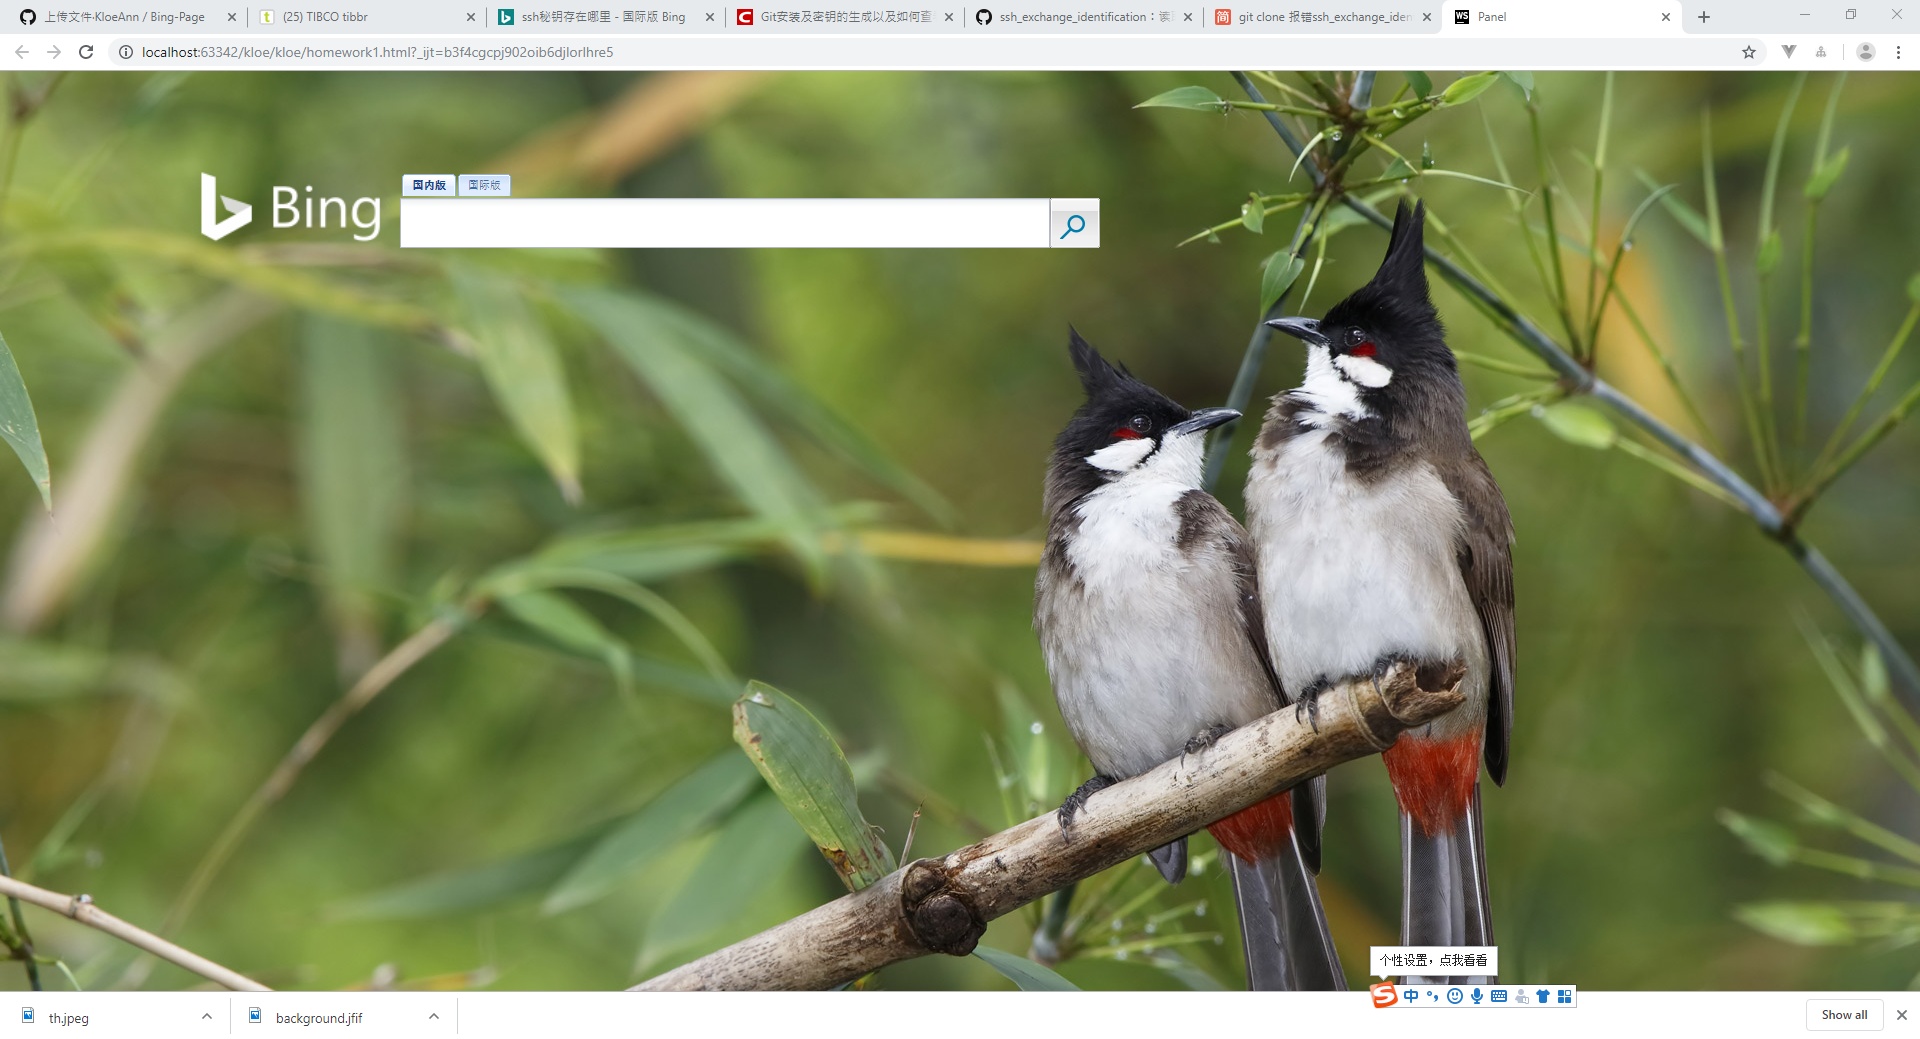 上传文件·KloeAnn / Bing-Page
(25) TIBCO tibbr
ssh秘钥存在哪里 - 国际版 Bing
Git安装及密钥的生成以及如何查
ssh_exchange_identification：读
git clone 报错ssh_exchange_iden
Panel
localhost:63342/kloe/kloe/homework1.html?_ijt=b3f4cgcpj902oib6djlorlhre5
国内版 国际版
Bing
个性设置，点我看看
中
th.jpeg
background.jfif
Show all